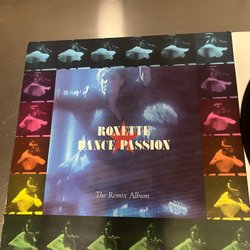 ROXETTE
DANCE PASSION
The Remix Album